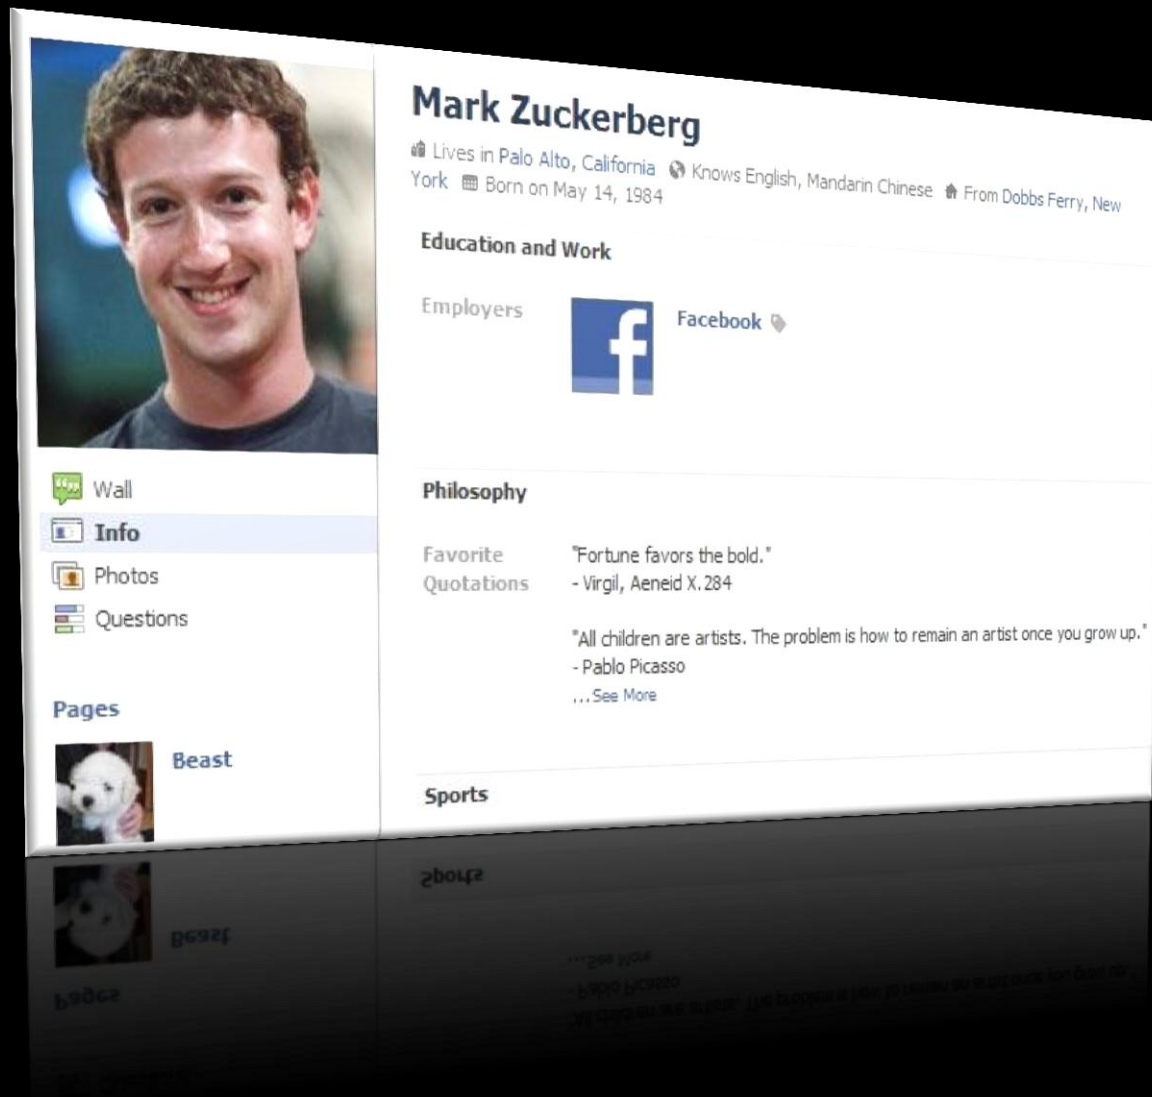 Mark Zuckerberg
Lives in Palo Alto, California Knows English, Mandarin Chinese From Dobbs Ferry, New
York Born on May 14, 1984
Education and Work
Employers
f
Facebook
Wall
Info
Photos
Questions
Pages
Beast
Philosophy
Favorite
Quotations
"Fortune favors the bold."
- Virgil, Aeneid X.284
"All children are artists. The problem is how to remain an artist once you grow up."
- Pablo Picasso
...See More
Sports